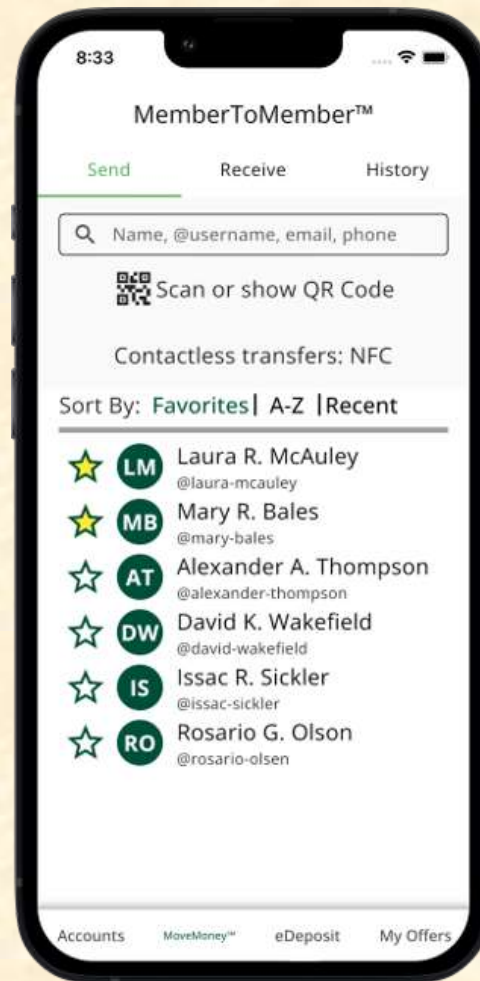 8:33
MemberToMember™
Send Receive History
Name, @username, email, phone
Scan or show QR Code
Contactless transfers: NFC
Sort By: Favorites| A-Z |Recent
LM Laura R. McAuley
@laura-mcauley
MB Mary R. Bales
@mary-bales
AT Alexander A. Thompson
@alexander-thompson
DW David K. Wakefield
@david-wakefield
IS Issac R. Sickler
@issac-sickler
RO Rosario G. Olson
@rosario-olsen
Accounts MoveMoney™ eDeposit My Offers